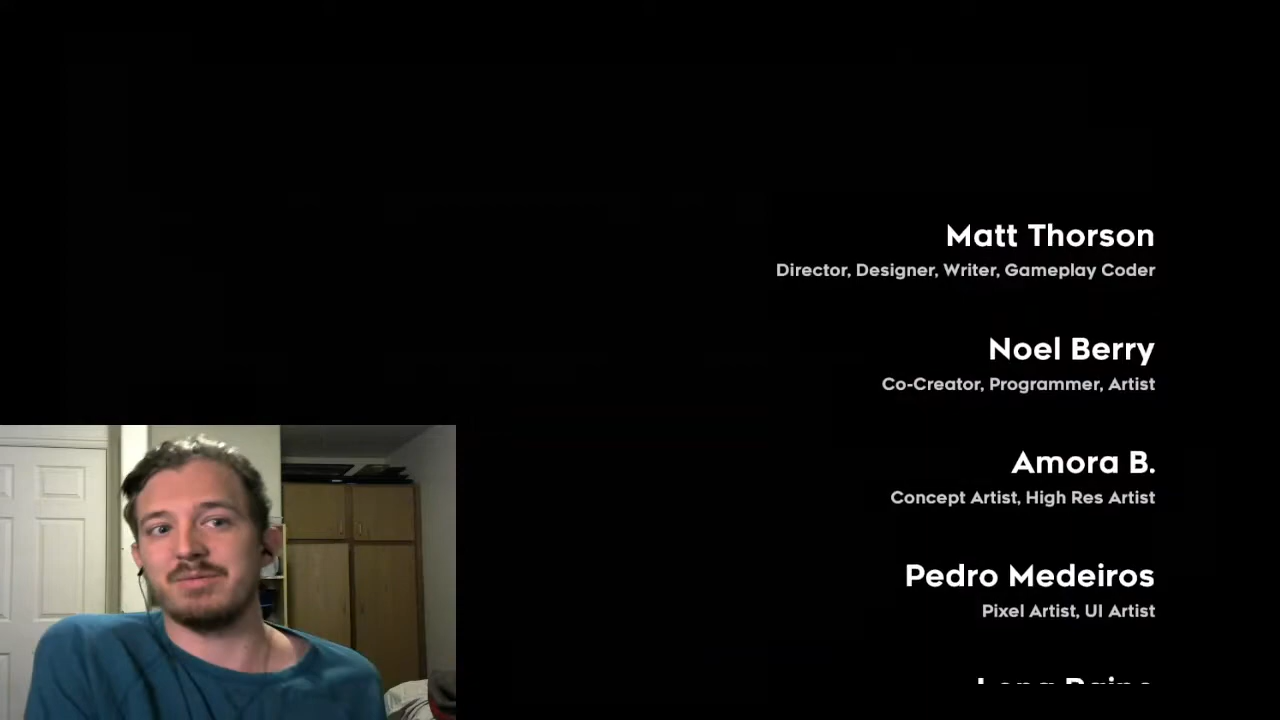 Matt Thorson
Director, Designer, Writer, Gameplay Coder
Noel Berry
Co-Creator, Programmer, Artist
Amora B.
Concept Artist, High Res Artist
Pedro Medeiros
Pixel Artist, UI Artist